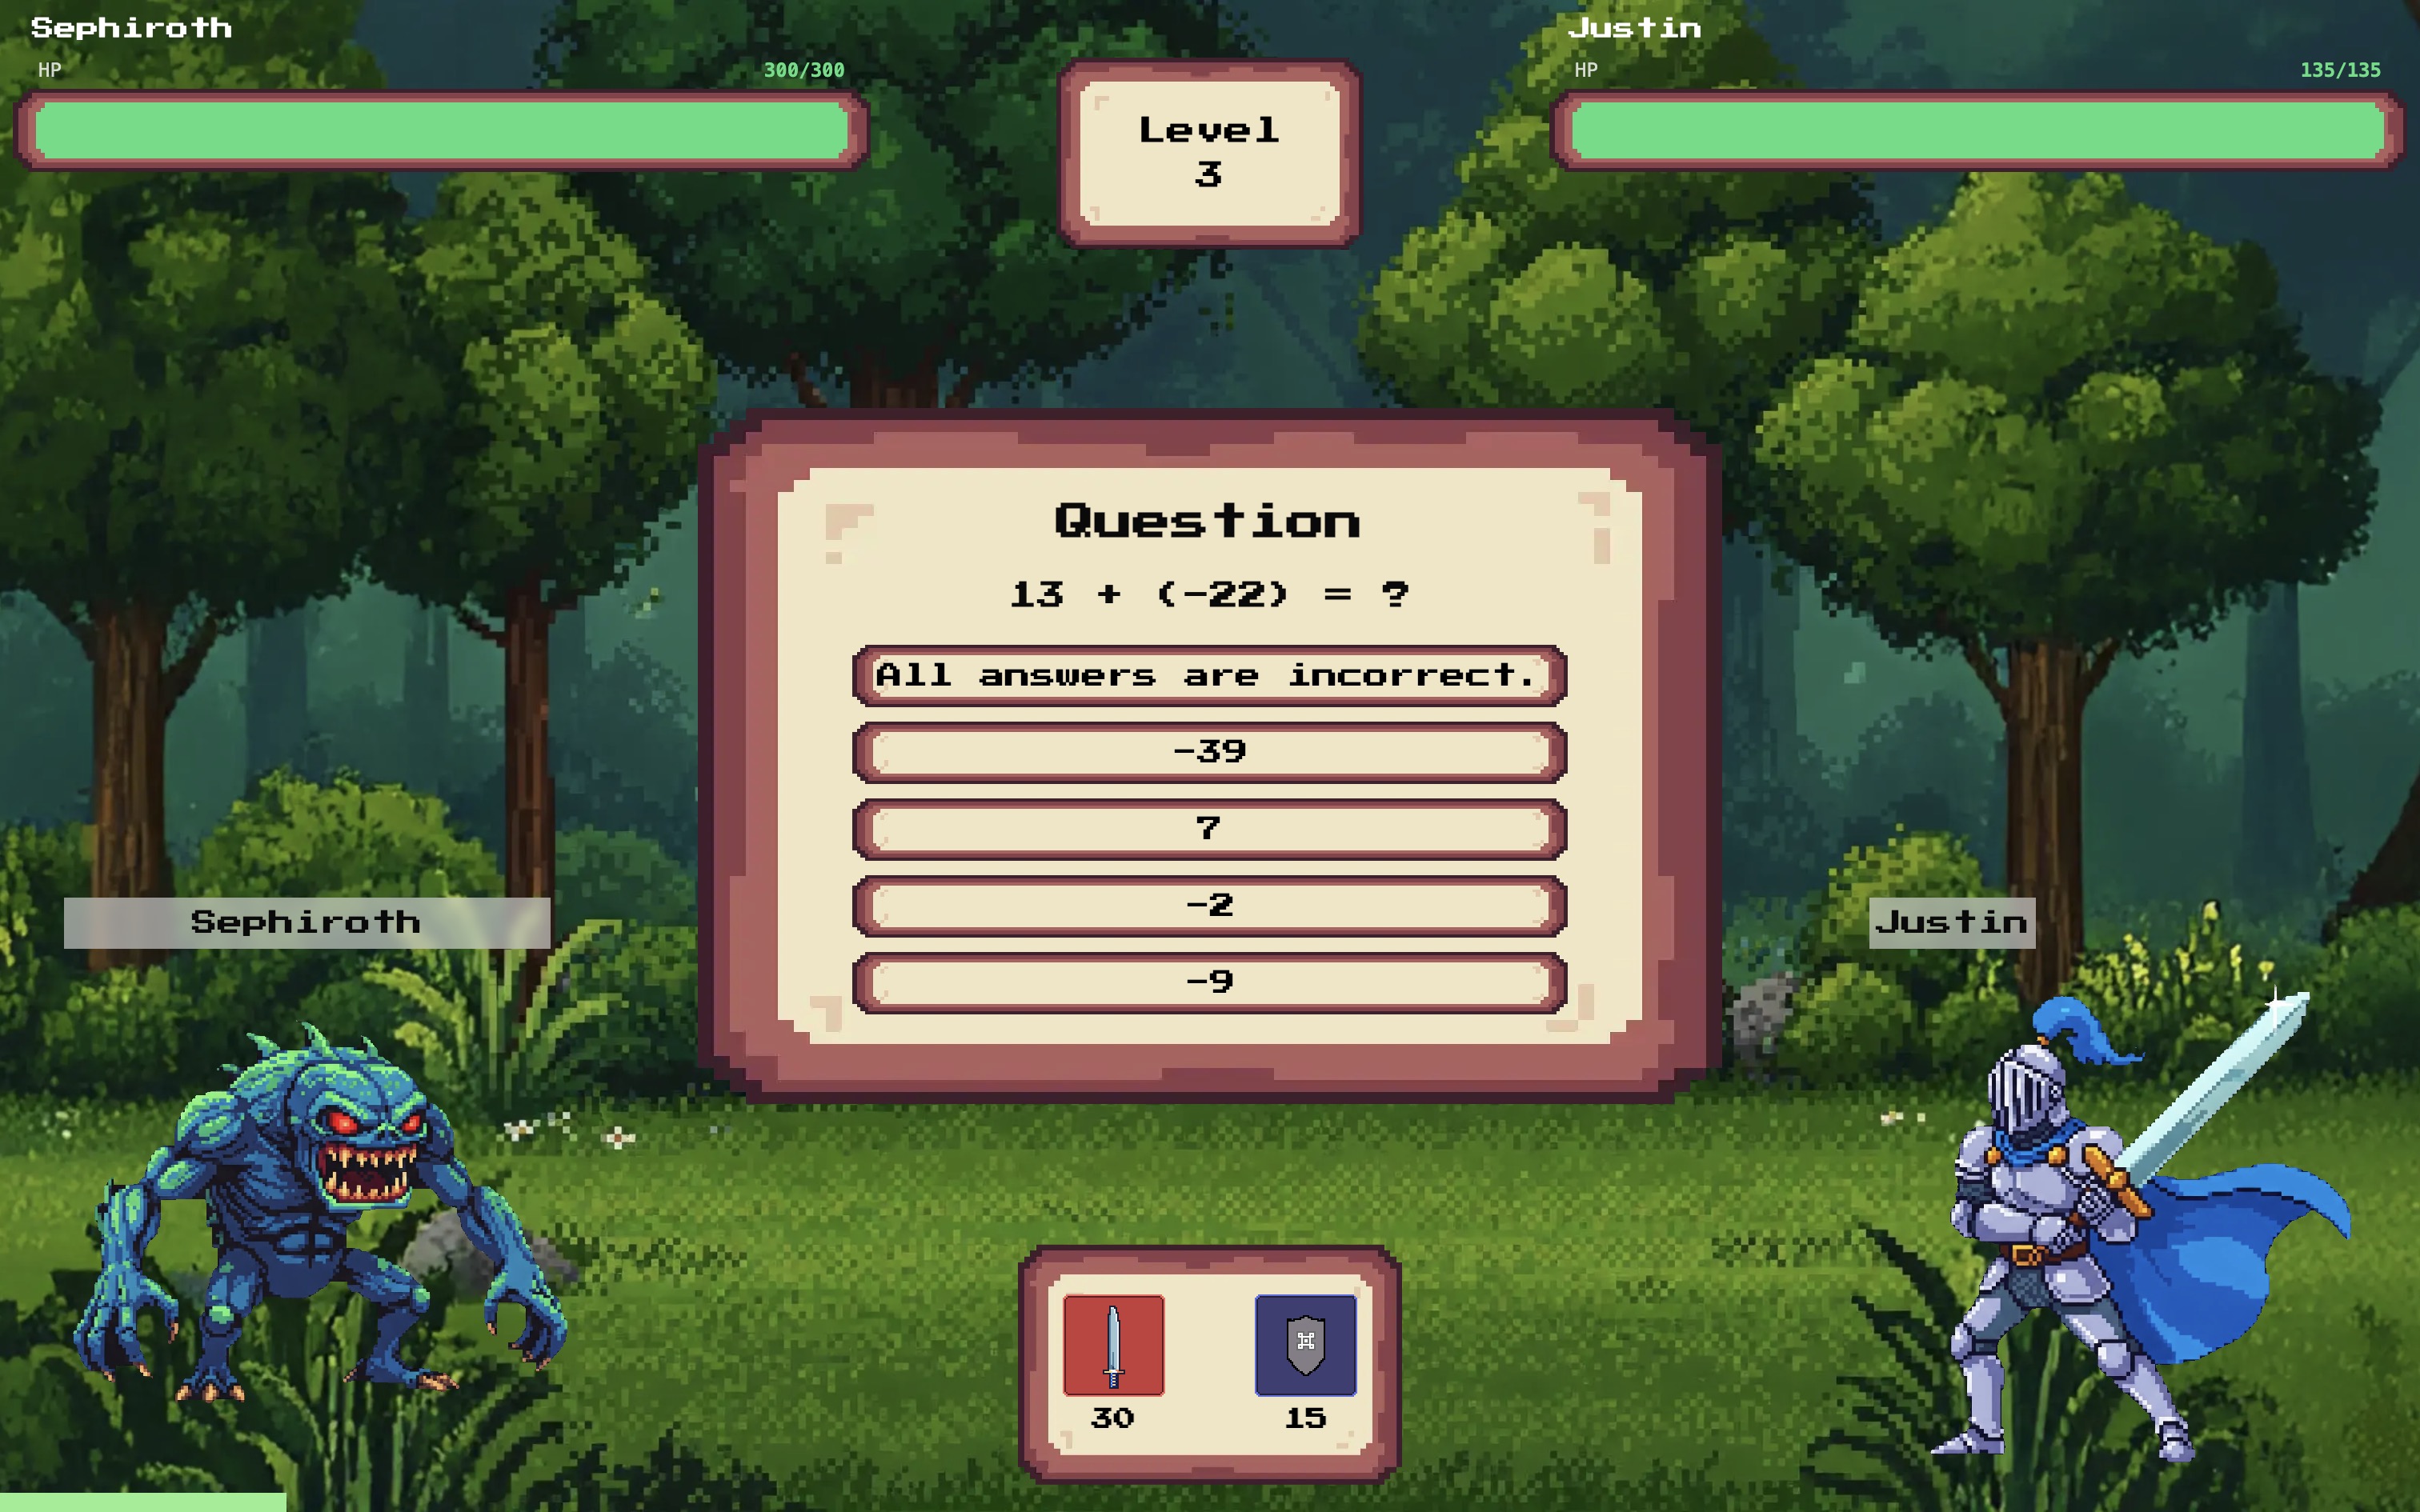 Sephiroth
HP 300/300
Level
3
Justin
HP 135/135
Question
13 + (-22) = ?
All answers are incorrect.
-39
7
-2
-9
Sephiroth
Justin
30
15